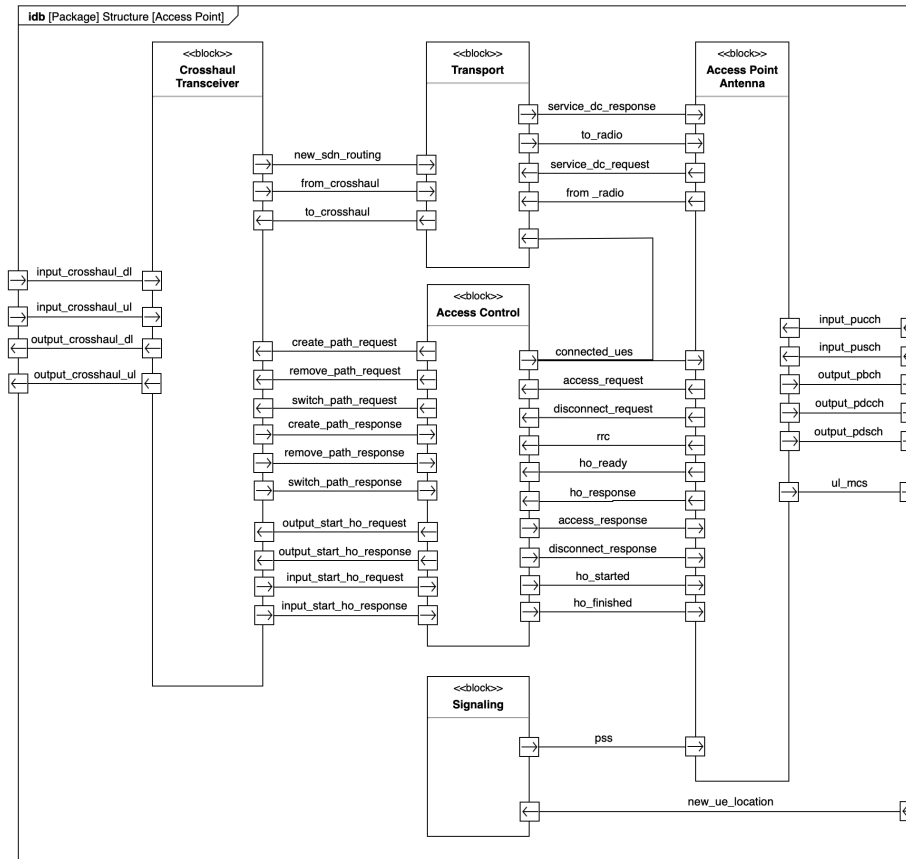 idb [Package] Structure [Access Point]
<<block>>
Crosshaul
Transceiver
<<block>>
Transport
<<block>>
Access Point
Antenna
service_dc_response
to_radio
service_dc_request
from _radio
new_sdn_routing
from_crosshaul
to_crosshaul
input_crosshaul_dl
input_crosshaul_ul
output_crosshaul_dl
output_crosshaul_ul
<<block>>
Access Control
create_path_request
remove_path_request
switch_path_request
create_path_response
remove_path_response
switch_path_response
output_start_ho_request
output_start_ho_response
input_start_ho_request
input_start_ho_response
connected_ues
access_request
disconnect_request
rrc
ho_ready
ho_response
access_response
disconnect_response
ho_started
ho_finished
input_pucch
input_pusch
output_pbch
output_pdcch
output_pdsch
ul_mcs
<<block>>
Signaling
pss
new_ue_location